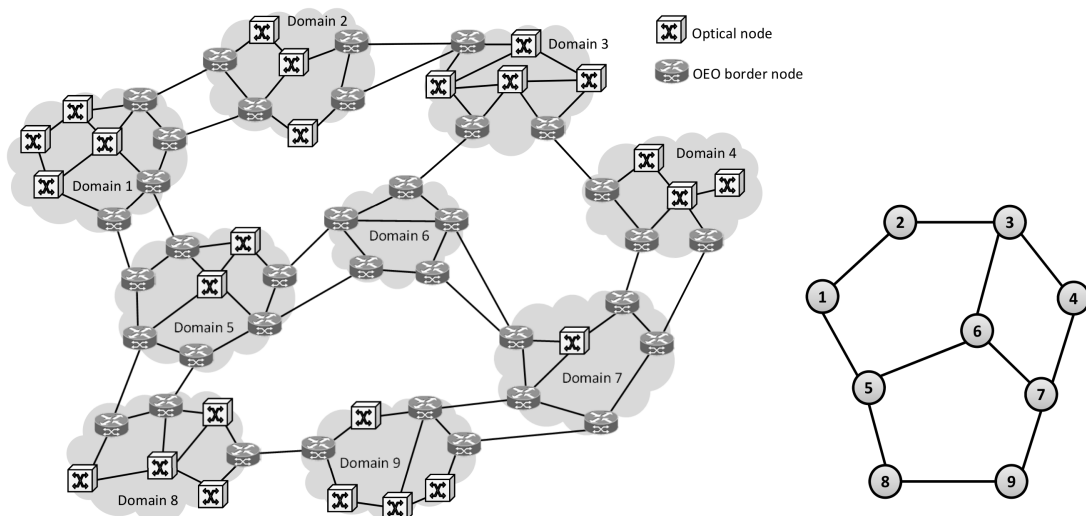 Domain 2
Optical node
Domain 3
OEO border node
Domain 4
Domain 1
Domain 6
2
3
1
4
Domain 5
6
Domain 7
5
7
Domain 9
8
9
Domain 8